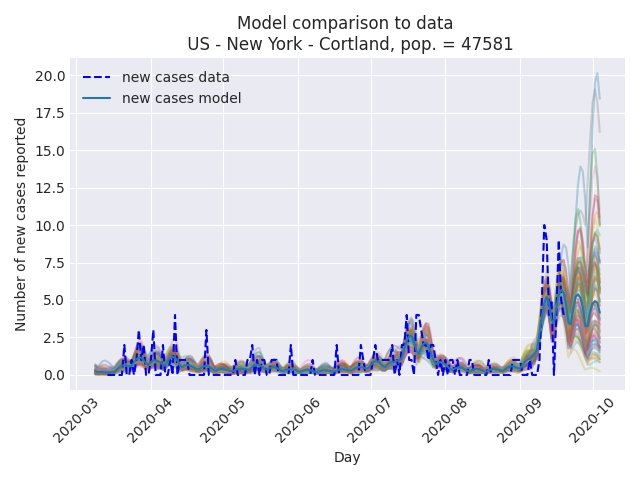 Model comparison to data
US - New York - Cortland, pop. = 47581
new cases data
new cases model
Number of new cases reported
20.0
17.5
15.0
12.5
10.0
7.5
5.0
2.5
0.0
2020-03
2020-04
2020-05
2020-06
2020-07
2020-08
2020-09
2020-10
Day